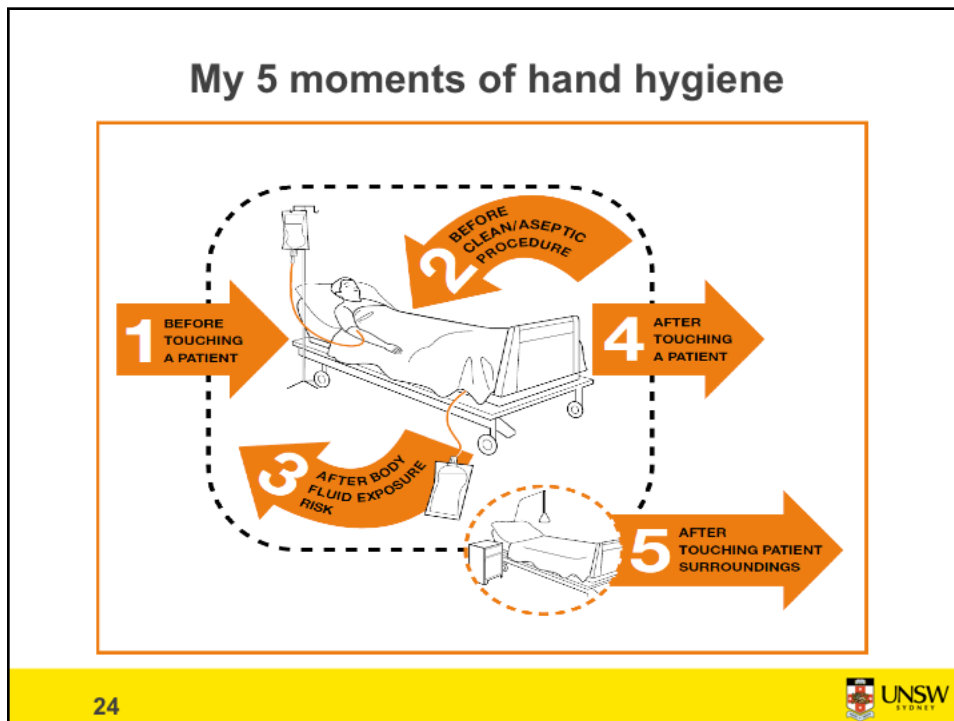 My 5 moments of hand hygiene
1
BEFORE
TOUCHING
A PATIENT
2
BEFORE
CLEAN/ASEPTIC
PROCEDURE
3
AFTER BODY
FLUID EXPOSURE
RISK
4
AFTER
TOUCHING
A PATIENT
5
AFTER
TOUCHING PATIENT
SURROUNDINGS
24
UNSW
SYDNEY